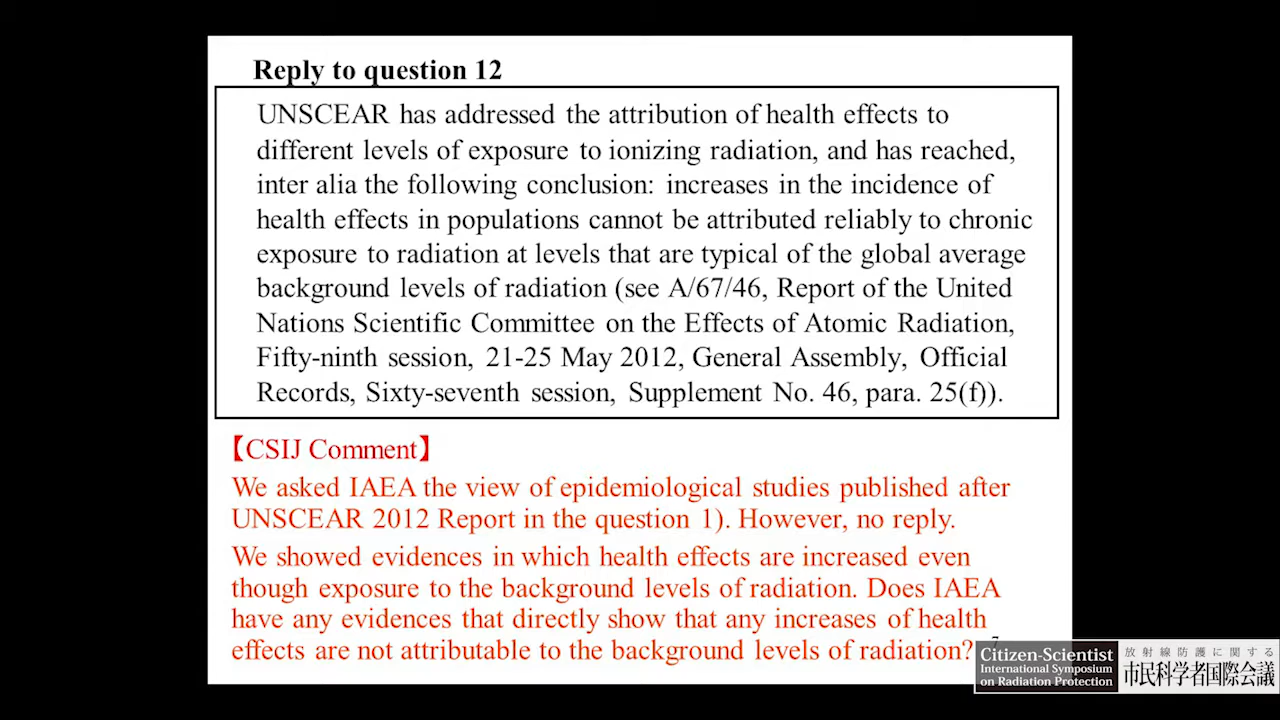 Reply to question 12
UNSCEAR has addressed the attribution of health effects to
different levels of exposure to ionizing radiation, and has reached,
inter alia the following conclusion: increases in the incidence of
health effects in populations cannot be attributed reliably to chronic
exposure to radiation at levels that are typical of the global average
background levels of radiation (see A/67/46, Report of the United
Nations Scientific Committee on the Effects of Atomic Radiation,
Fifty-ninth session, 21-25 May 2012, General Assembly, Official
Records, Sixty-seventh session, Supplement No. 46, para. 25(f)).
【CSIJ Comment】
We asked IAEA the view of epidemiological studies published after
UNSCEAR 2012 Report in the question 1). However, no reply.
We showed evidences in which health effects are increased even
though exposure to the background levels of radiation. Does IAEA
have any evidences that directly show that any increases of health
effects are not attributable to the background levels of radiation?
Citizen-Scientist
International Symposium
on Radiation Protection
放射線防護に関する
市民科学者国際会議